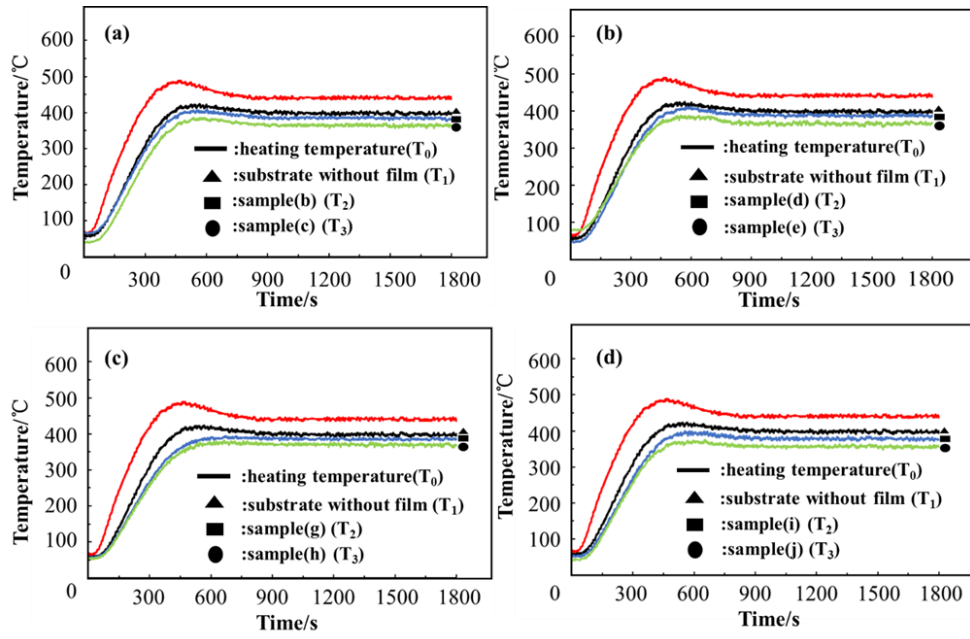 (a)
Temperature/℃
600
500
400
300
200
100
0
:heating temperature(T0)
:substrate without film (T1)
:sample(b) (T2)
:sample(c) (T3)
300 600 900 1200 1500 1800
Time/s
(b)
Temperature/℃
600
500
400
300
200
100
0
:heating temperature(T0)
:substrate without film (T1)
:sample(d) (T2)
:sample(e) (T3)
300 600 900 1200 1500 1800
Time/s
(c)
Temperature/℃
600
500
400
300
200
100
0
:heating temperature(T0)
:substrate without film (T1)
:sample(g) (T2)
:sample(h) (T3)
300 600 900 1200 1500 1800
Time/s
(d)
Temperature/℃
600
500
400
300
200
100
0
:heating temperature(T0)
:substrate without film (T1)
:sample(i) (T2)
:sample(j) (T3)
300 600 900 1200 1500 1800
Time/s